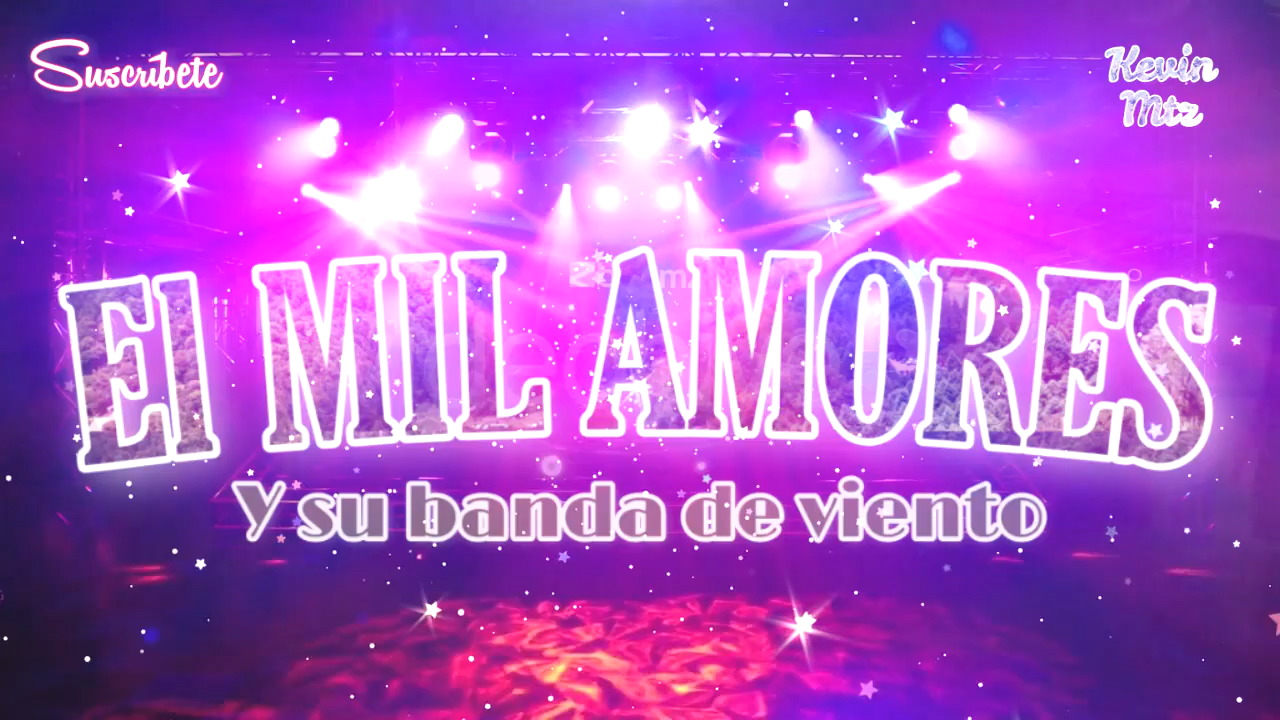 Suscribete
Kevin
Mtz
El MIL AMORES
Y su banda de viento